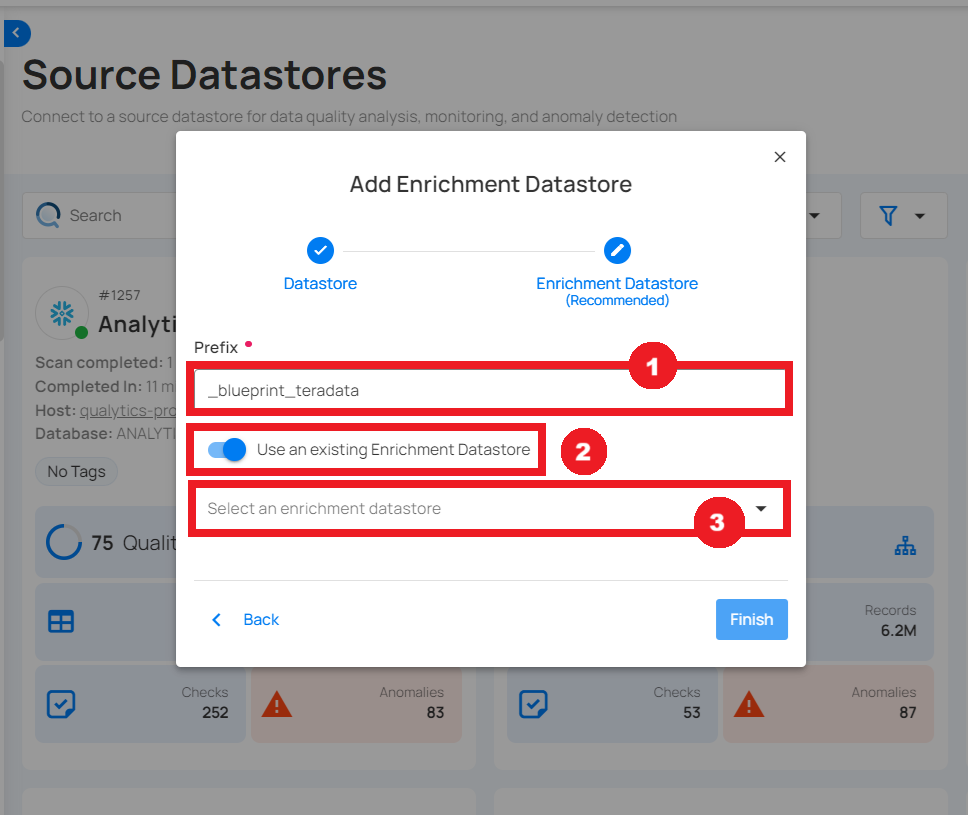 Source Datastores
Connect to a source datastore for data quality analysis, monitoring, and anomaly detection
Add Enrichment Datastore
Search
Datastore
Enrichment Datastore
(Recommended)
#1257
Prefix
1
_blueprint_teradata
Scan completed: 1
Completed In: 11
Host: qualytics-pro
Database:
Use an existing Enrichment Datastore
2
No Tags
Select an enrichment datastore
3
75
Back
Finish
Records
6.2M
Checks
252
Anomalies
83
Checks
53
Anomalies
87